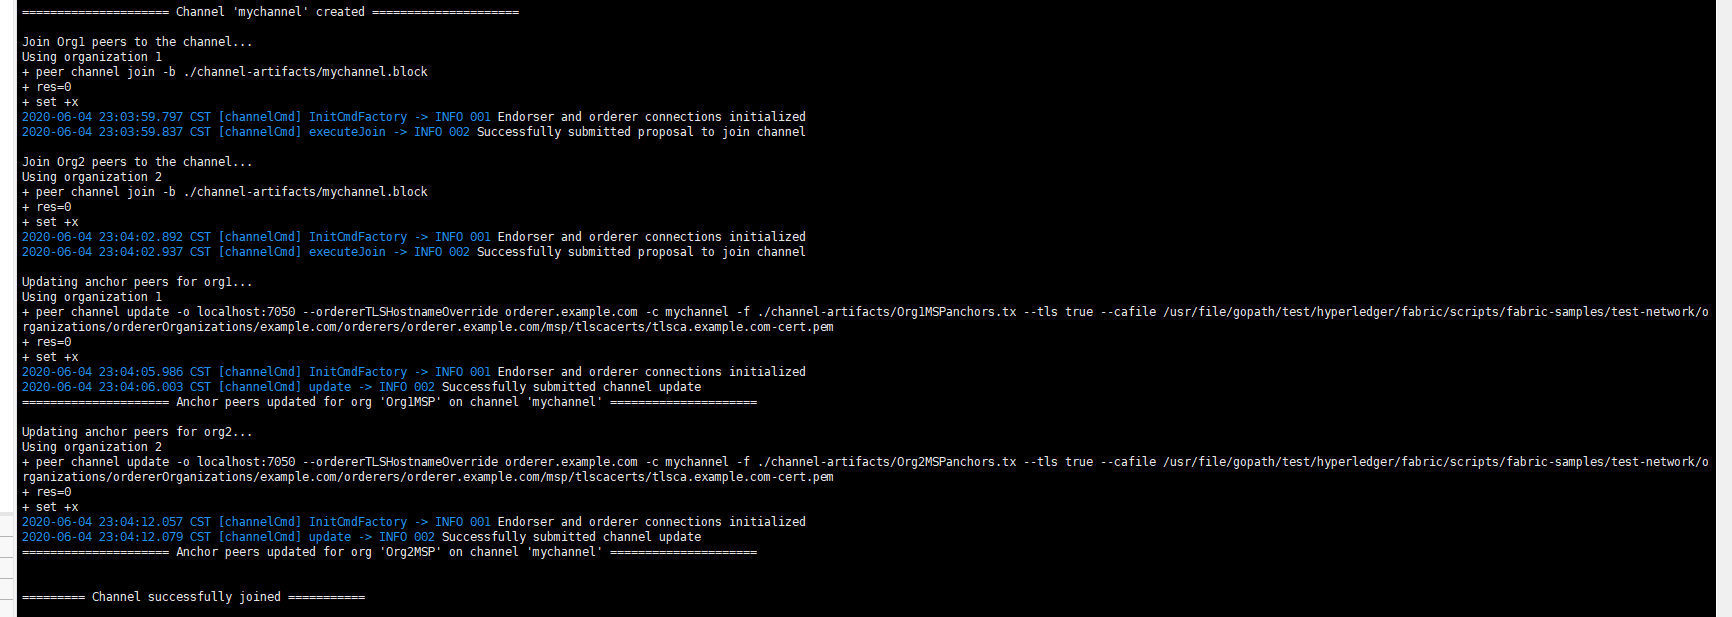 ===================== Channel 'mychannel' created =====================
Join Org1 peers to the channel...
Using organization 1
+ peer channel join -b ./channel-artifacts/mychannel.block
+ res=0
+ set +x
2020-06-04 23:03:59.797 CST [channelCmd] InitCmdFactory -> INFO 001 Endorser and orderer connections initialized
2020-06-04 23:03:59.837 CST [channelCmd] executeJoin -> INFO 002 Successfully submitted proposal to join channel
Join Org2 peers to the channel...
Using organization 2
+ peer channel join -b ./channel-artifacts/mychannel.block
+ res=0
+ set +x
2020-06-04 23:04:02.892 CST [channelCmd] InitCmdFactory -> INFO 001 Endorser and orderer connections initialized
2020-06-04 23:04:02.937 CST [channelCmd] executeJoin -> INFO 002 Successfully submitted proposal to join channel
Updating anchor peers for org1...
Using organization 1
+ peer channel update -o localhost:7050 --ordererTLSHostnameOverride orderer.example.com -c mychannel -f ./channel-artifacts/Org1MSPanchors.tx --tls true --cafile /usr/file/gopath/test/hyperledger/fabric/scripts/fabric-samples/test-network/o
rganizations/ordererOrganizations/example.com/orderers/orderer.example.com/msp/tlscacerts/tlsca.example.com-cert.pem
+ res=0
+ set +x
2020-06-04 23:04:05.986 CST [channelCmd] InitCmdFactory -> INFO 001 Endorser and orderer connections initialized
2020-06-04 23:04:06.003 CST [channelCmd] update -> INFO 002 Successfully submitted channel update
===================== Anchor peers updated for org 'Org1MSP' on channel 'mychannel' =====================
Updating anchor peers for org2...
Using organization 2
+ peer channel update -o localhost:7050 --ordererTLSHostnameOverride orderer.example.com -c mychannel -f ./channel-artifacts/Org2MSPanchors.tx --tls true --cafile /usr/file/gopath/test/hyperledger/fabric/scripts/fabric-samples/test-network/o
rganizations/ordererOrganizations/example.com/orderers/orderer.example.com/msp/tlscacerts/tlsca.example.com-cert.pem
+ res=0
+ set +x
2020-06-04 23:04:12.057 CST [channelCmd] InitCmdFactory -> INFO 001 Endorser and orderer connections initialized
2020-06-04 23:04:12.079 CST [channelCmd] update -> INFO 002 Successfully submitted channel update
===================== Anchor peers updated for org 'Org2MSP' on channel 'mychannel' =====================
========= Channel successfully joined ===========